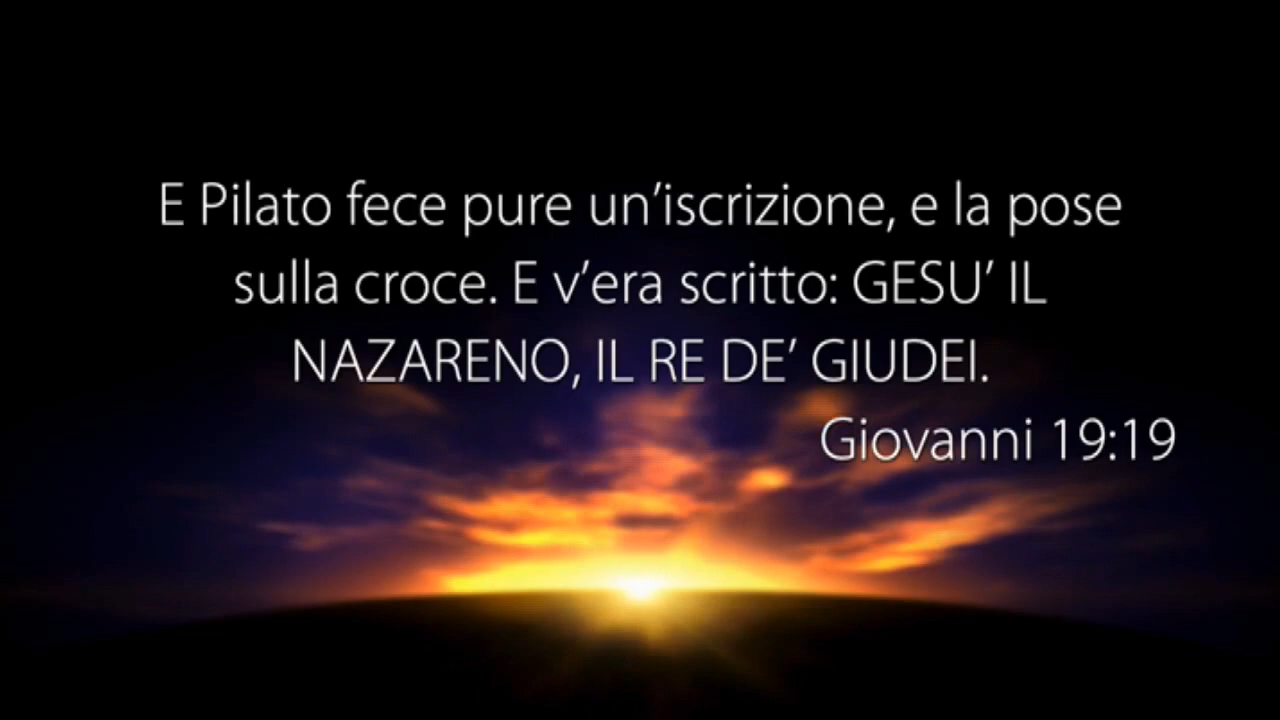 E Pilato fece pure un’iscrizione, e la pose
sulla croce. E v’era scritto: GESU’ IL
NAZARENO, IL RE DE’ GIUDEI.
Giovanni 19:19